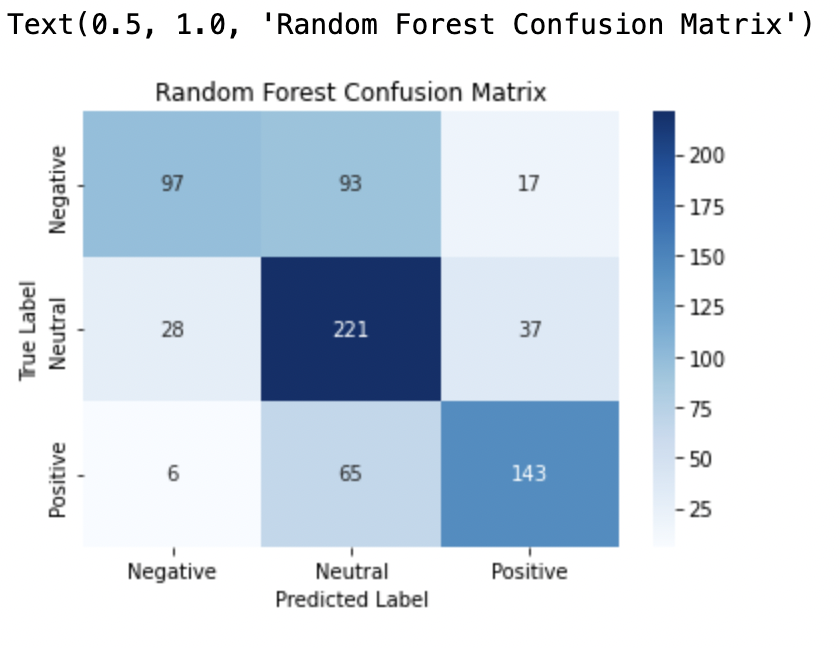 Text(0.5, 1.0, 'Random Forest Confusion Matrix')
Random Forest Confusion Matrix
Negative 97 93 17
Neutral 28 221 37
Positive 6 65 143
True Label
Negative Neutral Positive
Predicted Label
200
175
150
125
100
75
50
25